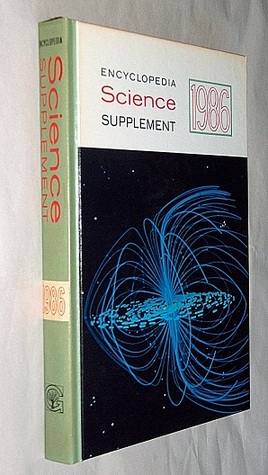 ENCYCLOPEDIA
Science
SUPPLEMENT
1986
ENCYCLOPEDIA
Science
SUPPLEMENT
1986
G